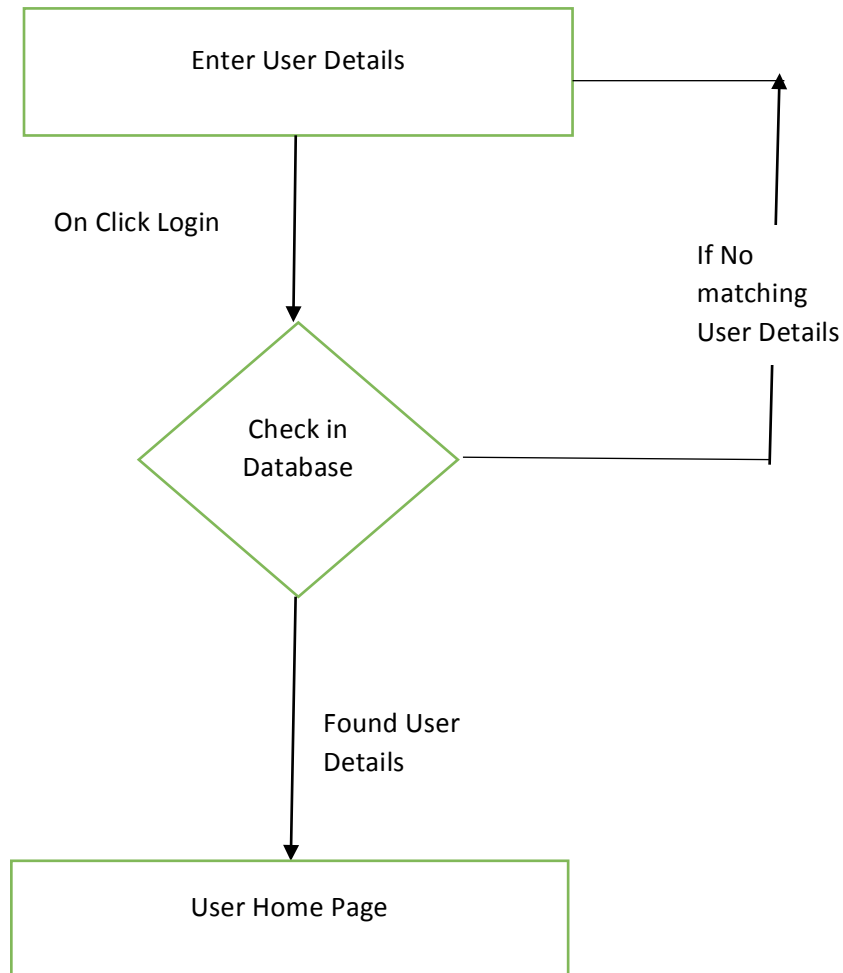 Enter User Details
On Click Login
If No
matching
User Details
Check in
Database
Found User
Details
User Home Page